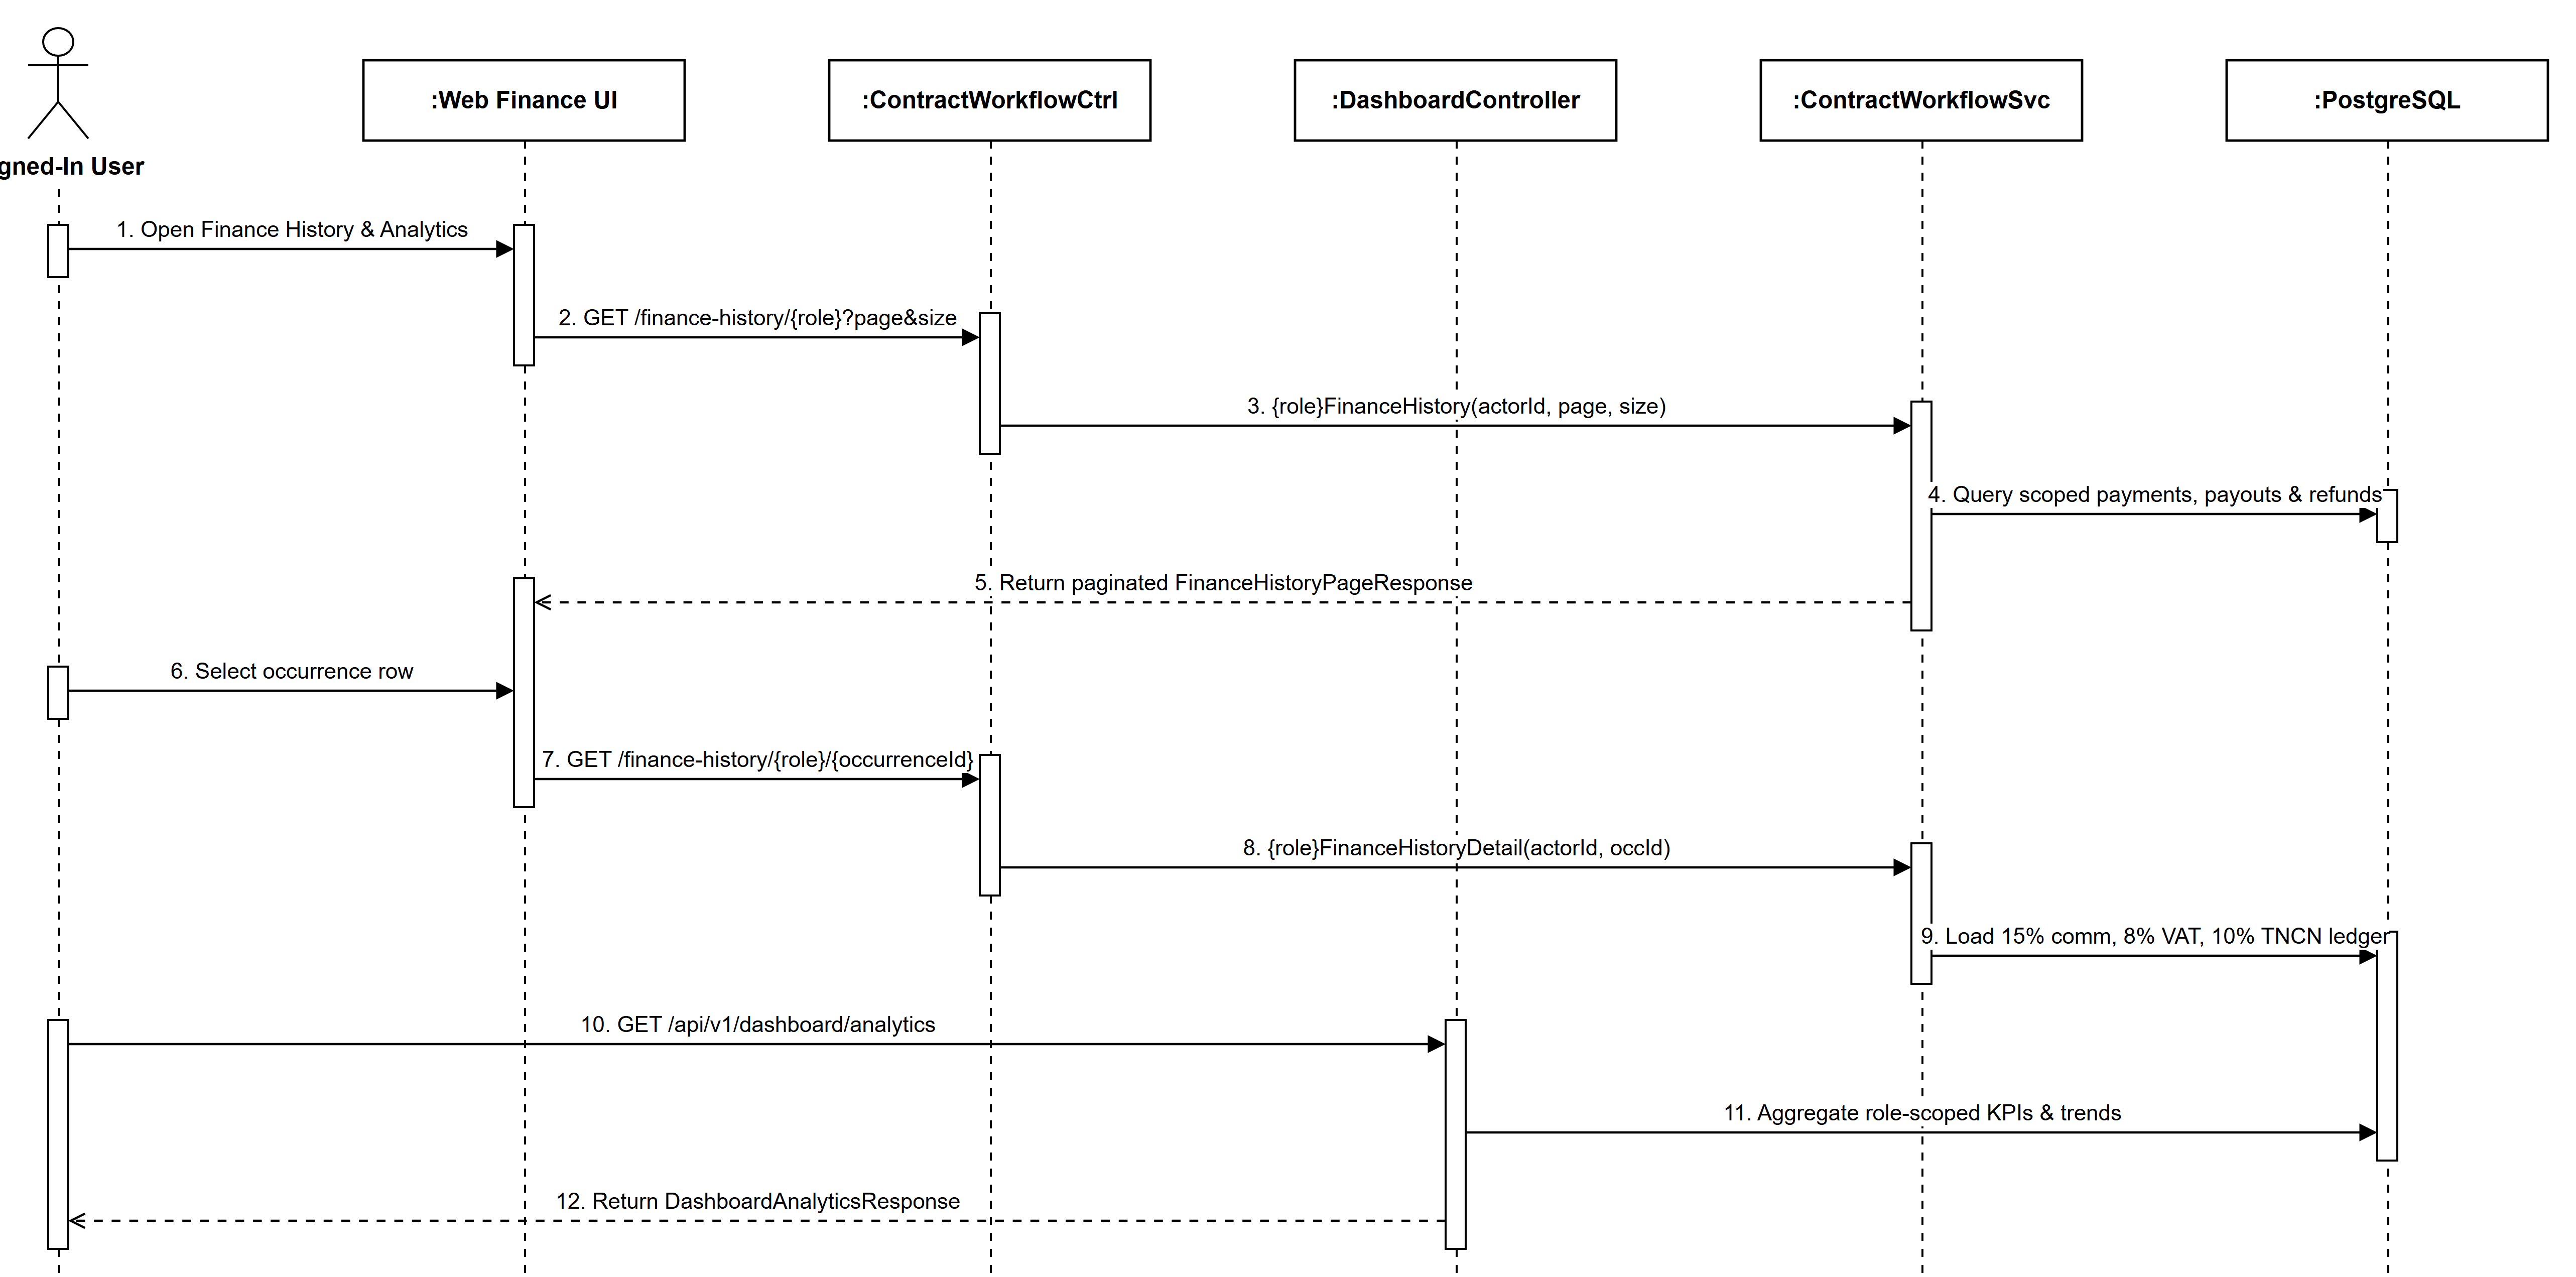 :Web Finance UI
:ContractWorkflowCtrl
:DashboardController
:ContractWorkflowSvc
:PostgreSQL
gned-In User
1. Open Finance History & Analytics
2. GET /finance-history/{role}?page&size
3. {role}FinanceHistory(actorId, page, size)
4. Query scoped payments, payouts & refunds
5. Return paginated FinanceHistoryPageResponse
6. Select occurrence row
7. GET /finance-history/{role}/{occurrenceId}
8. {role}FinanceHistoryDetail(actorId, occId)
9. Load 15% comm, 8% VAT, 10% TNCN ledger
10. GET /api/v1/dashboard/analytics
11. Aggregate role-scoped KPIs & trends
12. Return DashboardAnalyticsResponse